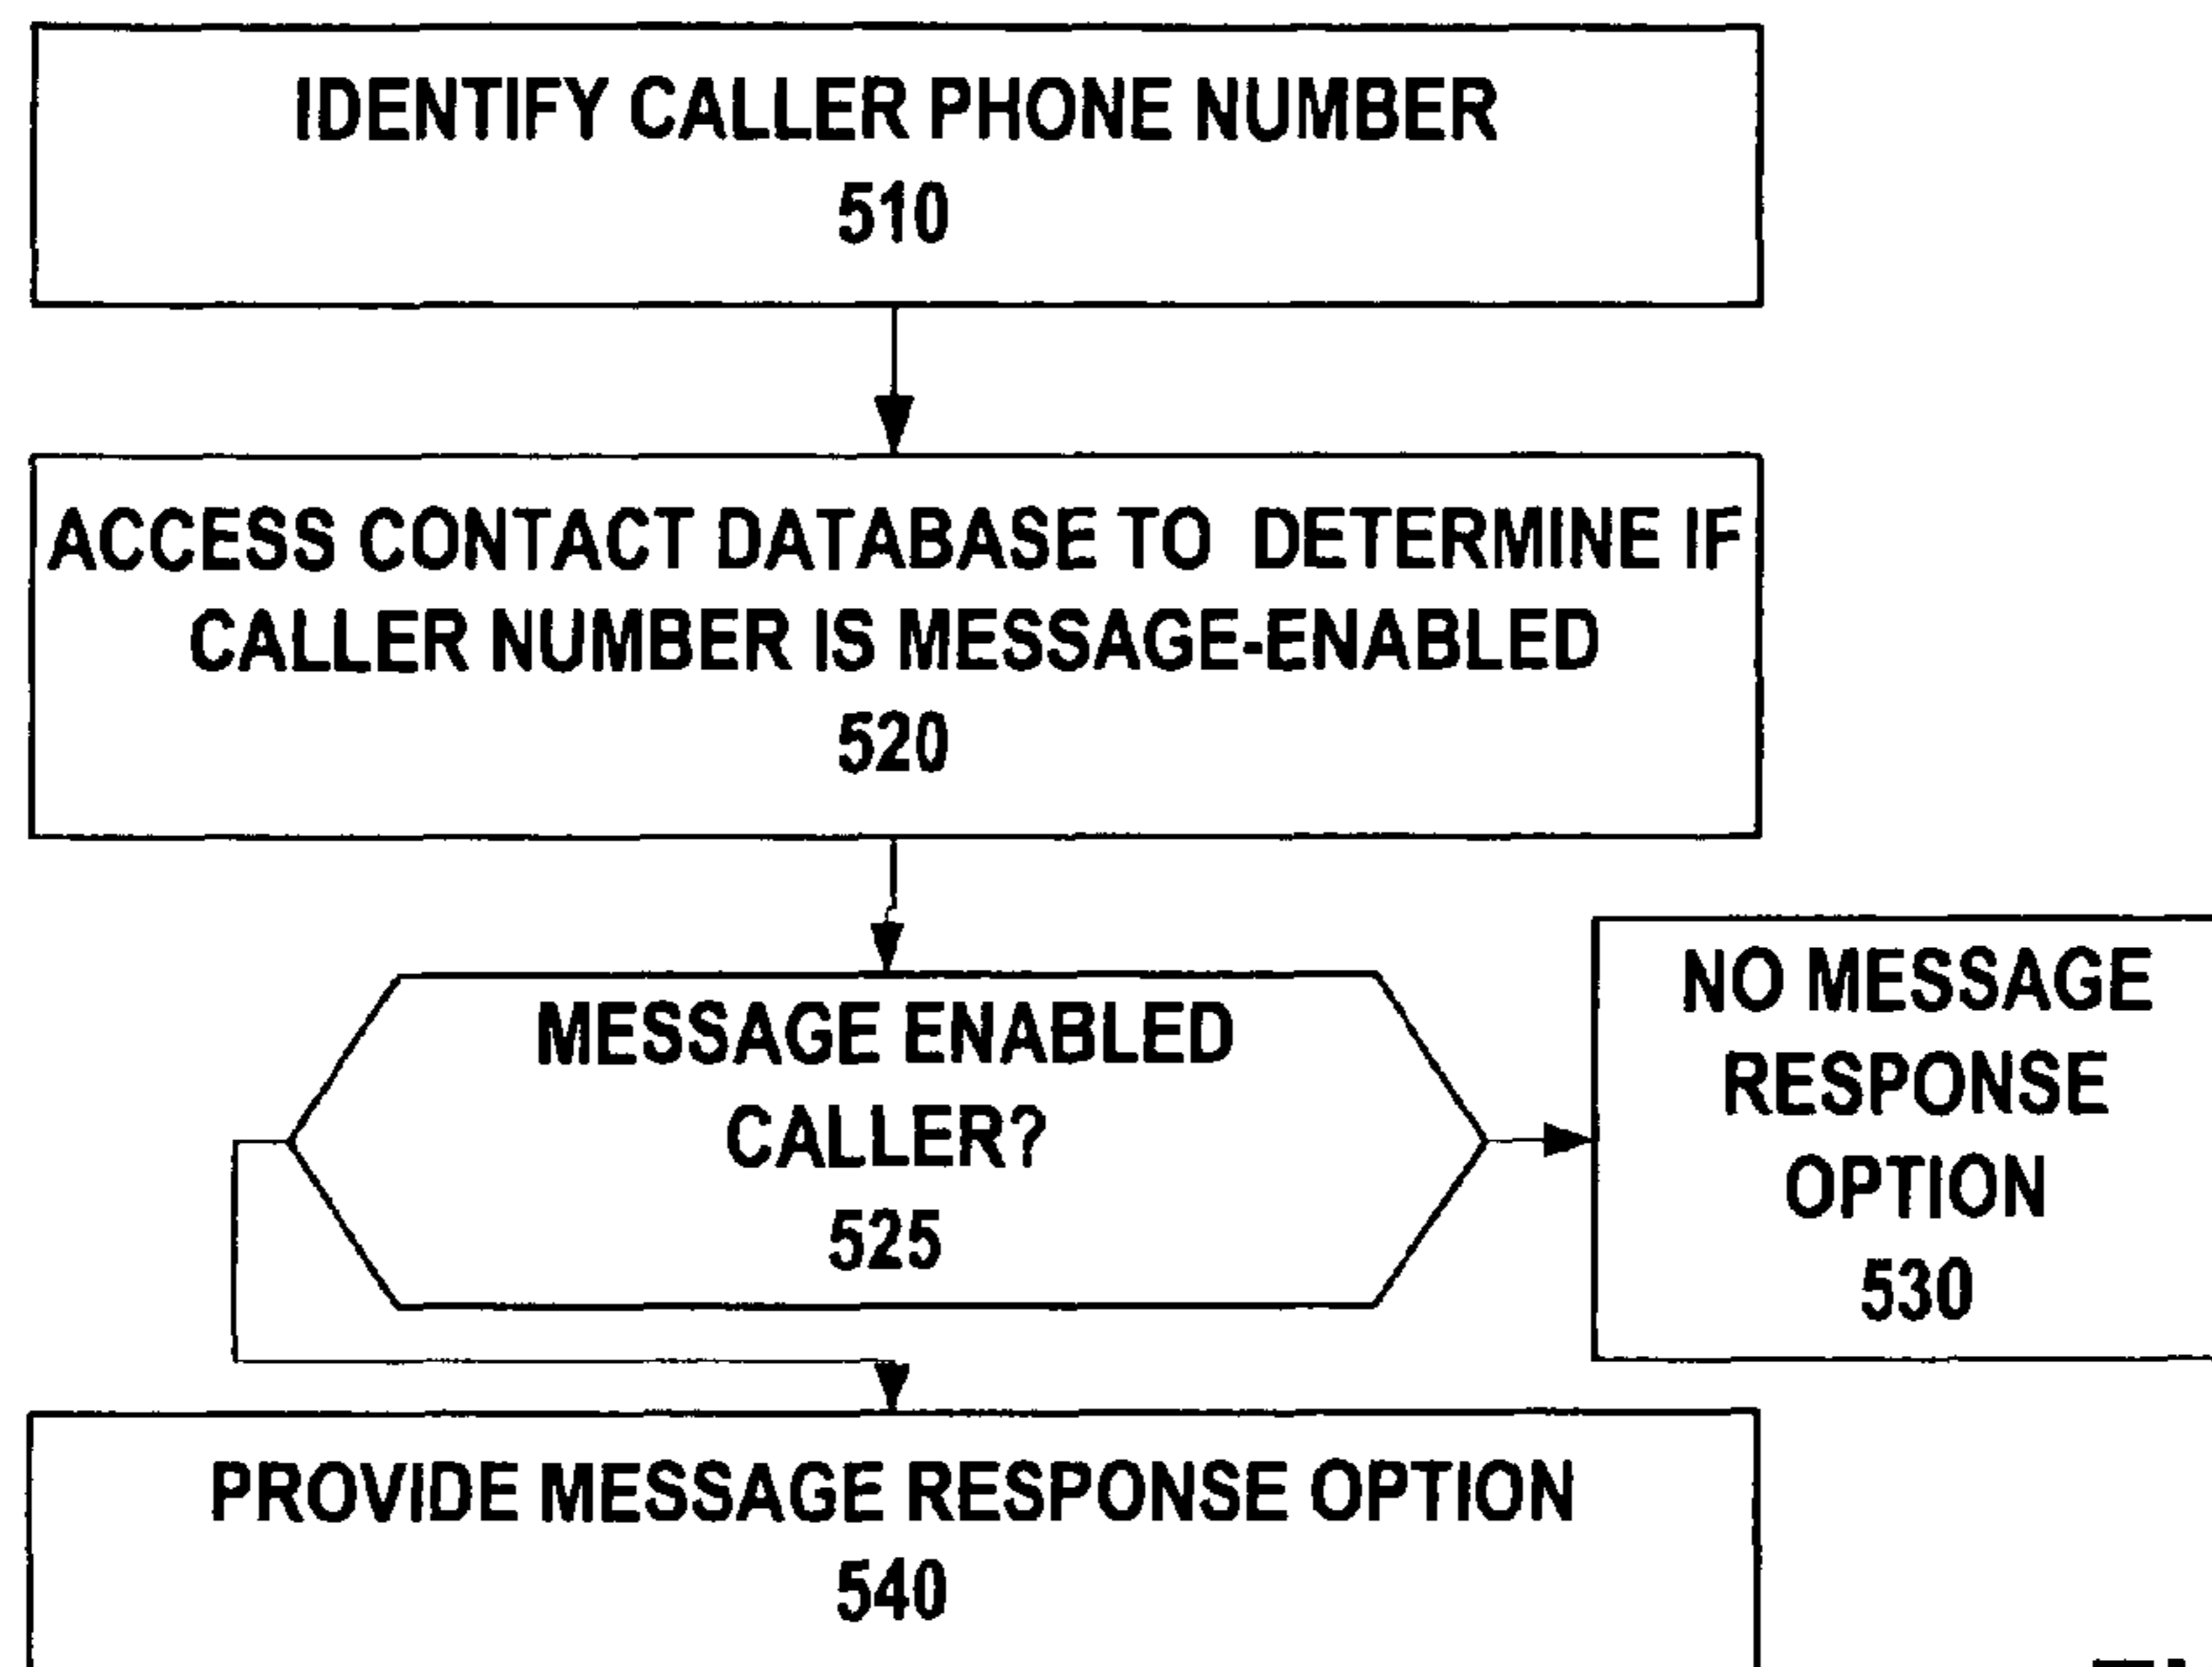 IDENTIFY CALLER PHONE NUMBER
510
ACCESS CONTACT DATABASE TO DETERMINE IF
CALLER NUMBER IS MESSAGE-ENABLED
520
MESSAGE ENABLED
CALLER?
525
NO MESSAGE
RESPONSE
OPTION
530
PROVIDE MESSAGE RESPONSE OPTION
540